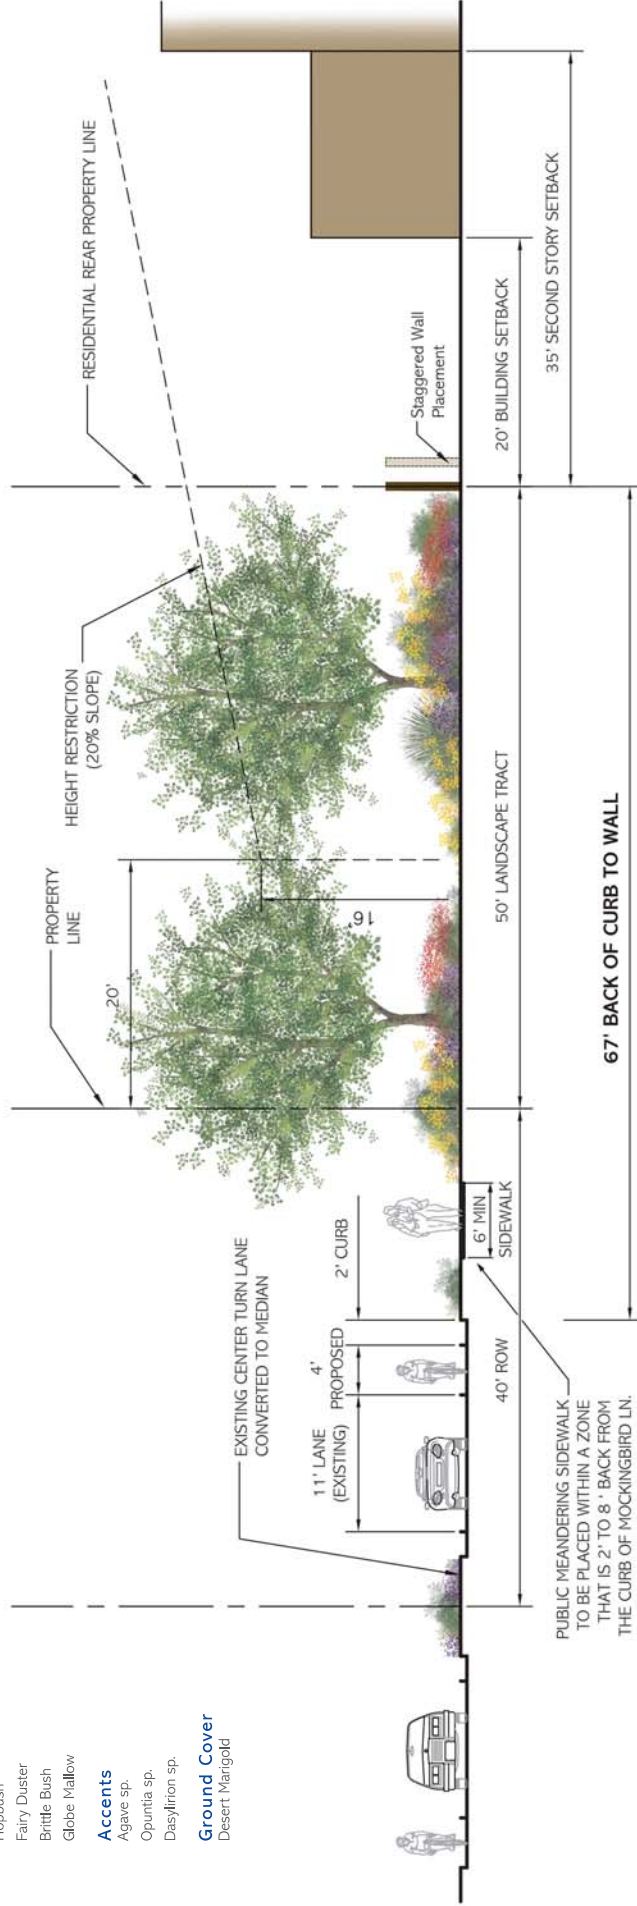 Fairy Duster
Brittle Bush
Globe Mallow
Accents
Agave sp.
Opuntia sp.
Dasylirion sp.
Ground Cover
Desert Marigold
EXISTING CENTER TURN LANE
CONVERTED TO MEDIAN
11' LANE
(EXISTING)
4'
PROPOSED
2' CURB
PROPERTY
LINE
20'
16'
HEIGHT RESTRICTION
(20% SLOPE)
RESIDENTIAL REAR PROPERTY LINE
Staggered Wall
Placement
6' MIN
SIDEWALK
40' ROW
50' LANDSCAPE TRACT
20' BUILDING SETBACK
35' SECOND STORY SETBACK
67' BACK OF CURB TO WALL
PUBLIC MEANDERING SIDEWALK
TO BE PLACED WITHIN A ZONE
THAT IS 2' TO 8 ' BACK FROM
THE CURB OF MOCKINGBIRD LN.